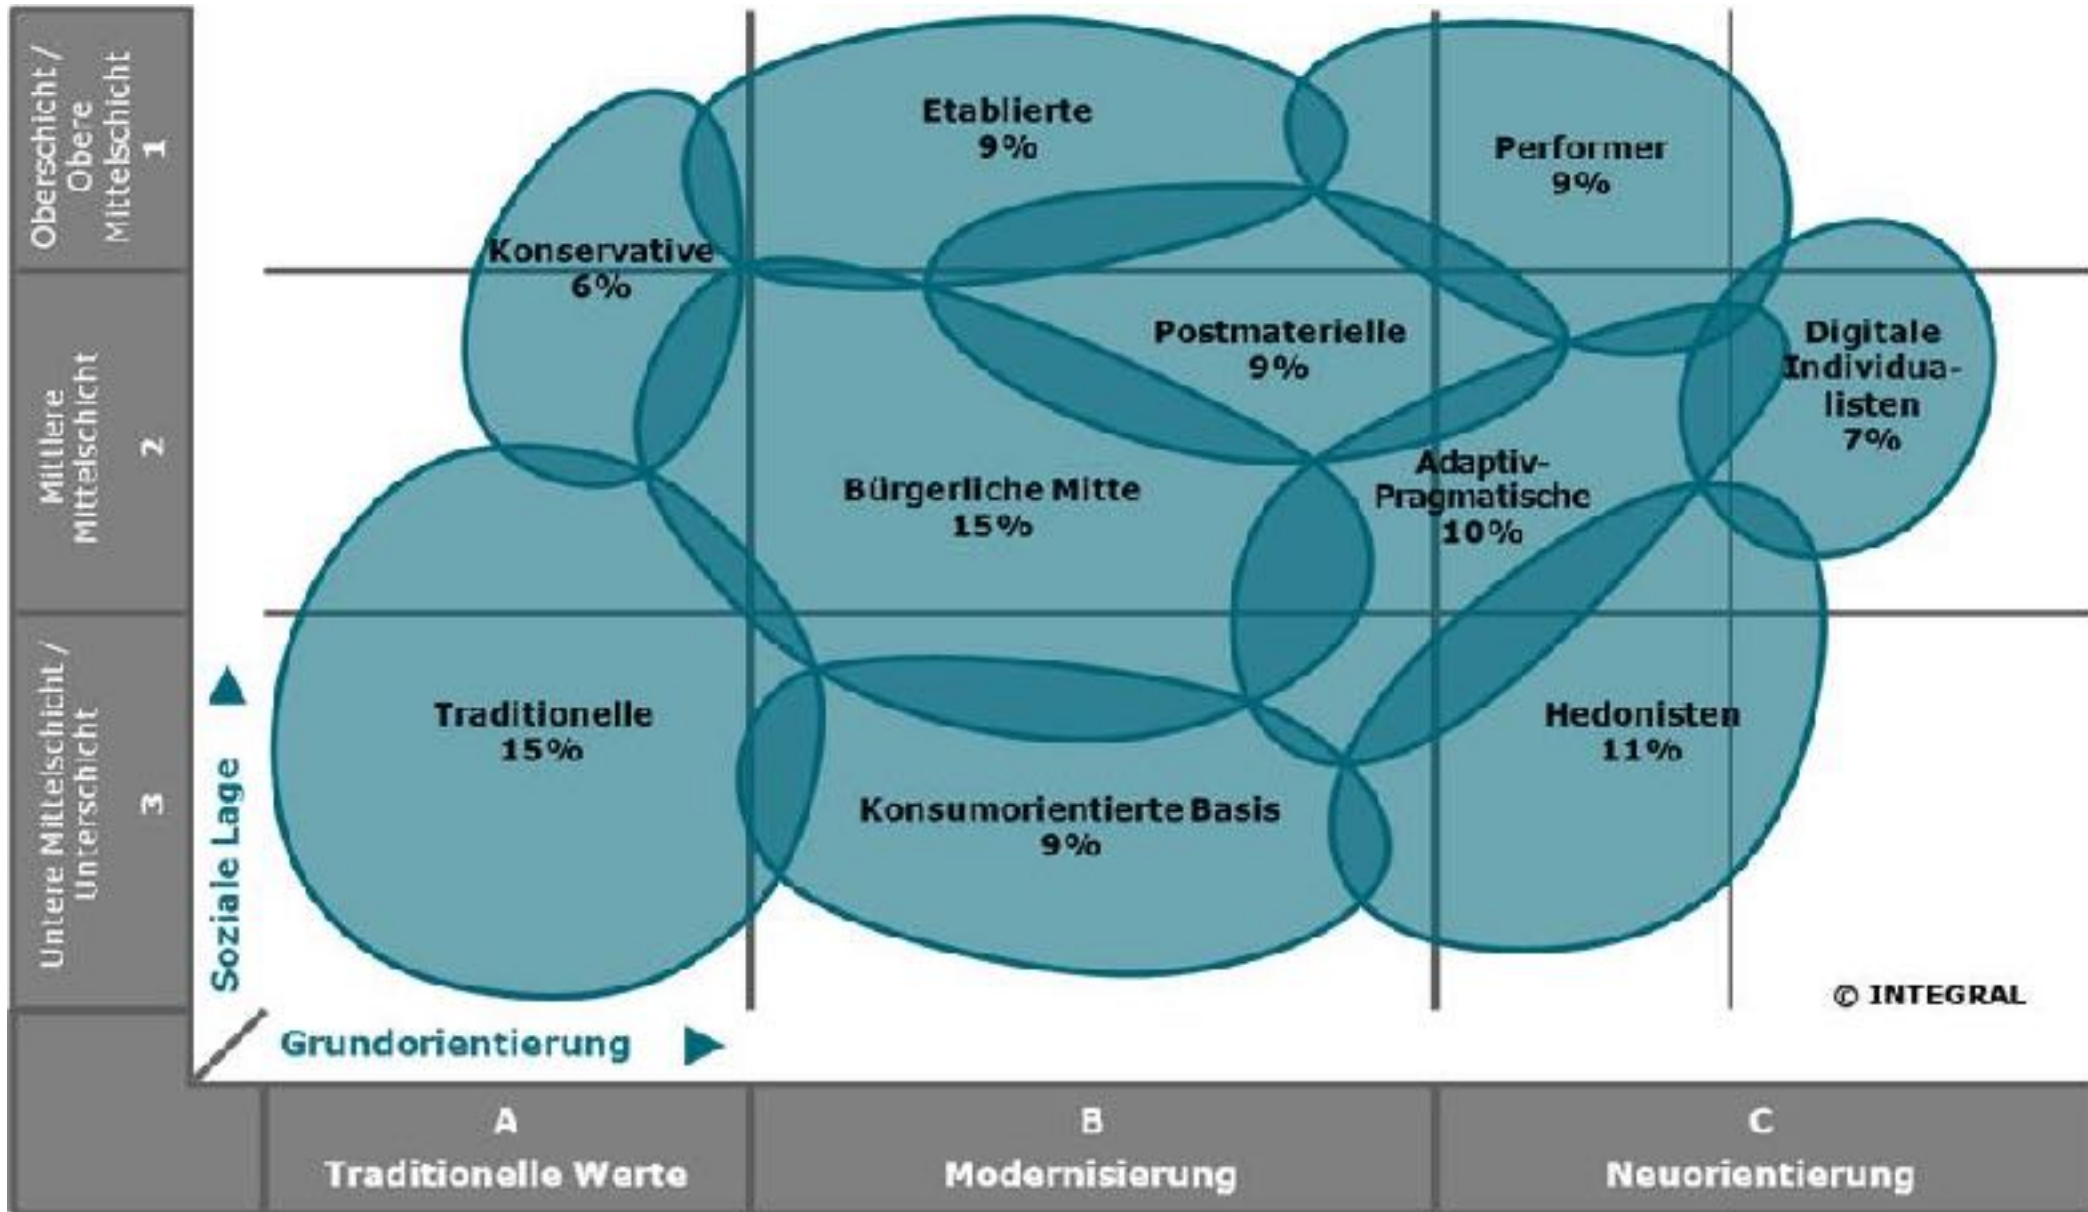 Oberschicht /
Obere
Mittelschicht
1
Mittlere
Mittelschicht
2
Untere Mittelschicht /
Unterschicht
3
Soziale Lage
Etablierte
9%
Performer
9%
Konservative
6%
Postmaterielle
9%
Digitale
Individua-
listen
7%
Bürgerliche Mitte
15%
Adaptiv-
Pragmatische
10%
Traditionelle
15%
Hedonisten
11%
Konsumorientierte Basis
9%
© INTEGRAL
Grundorientierung
A
Traditionelle Werte
B
Modernisierung
C
Neuorientierung